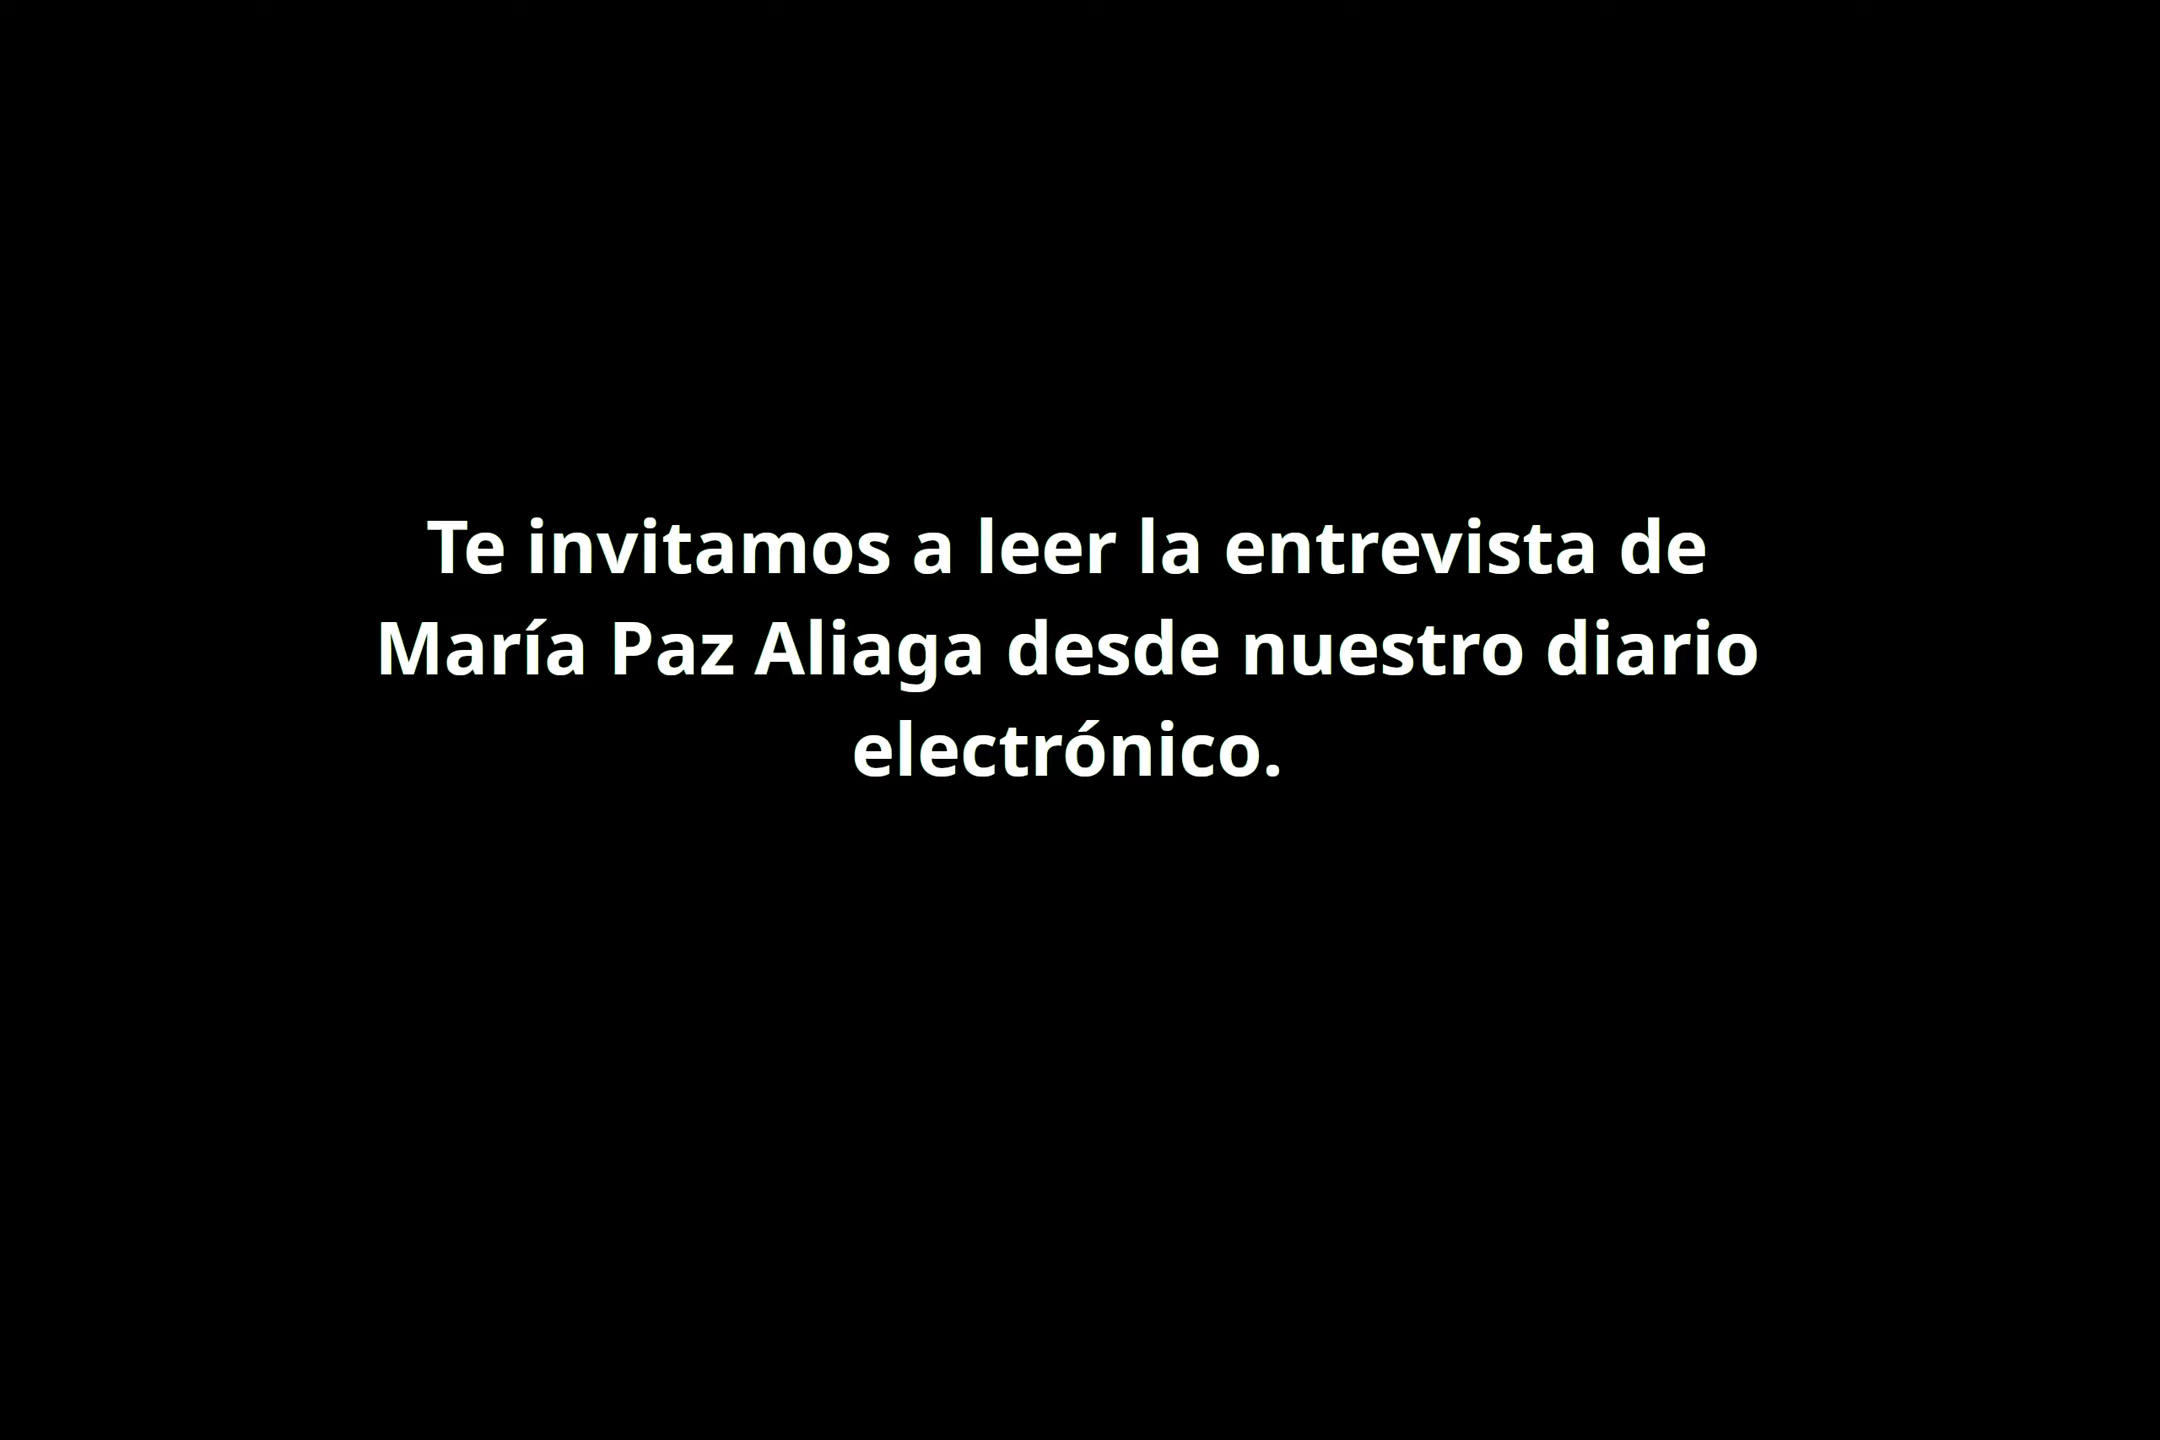 Te invitamos a leer la entrevista de
María Paz Aliaga desde nuestro diario
electrónico.